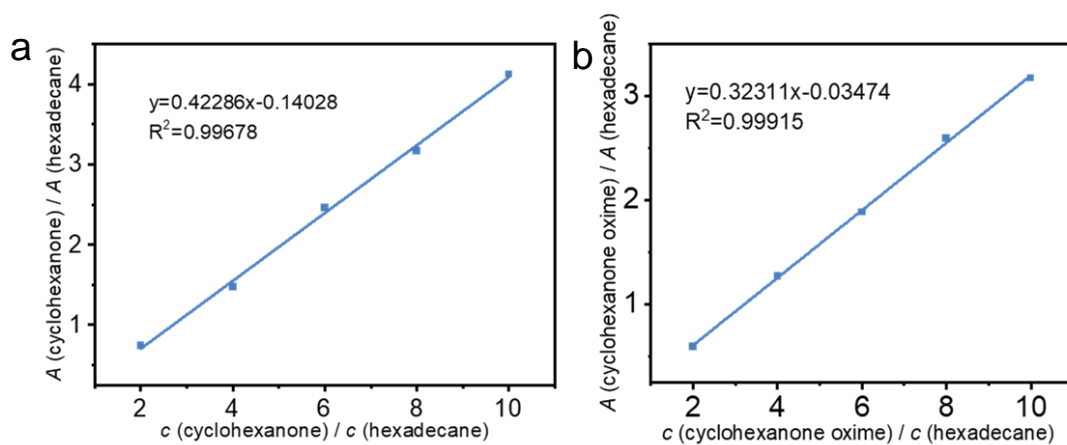 a
A (cyclohexanone) / A (hexadecane)
4
3
2
1
y=0.42286x-0.14028
R²=0.99678
2 4 6 8 10
c (cyclohexanone) / c (hexadecane)
b
A (cyclohexanone oxime) / A (hexadecane)
3
2
1
y=0.32311x-0.03474
R²=0.99915
2 4 6 8 10
c (cyclohexanone oxime) / c (hexadecane)